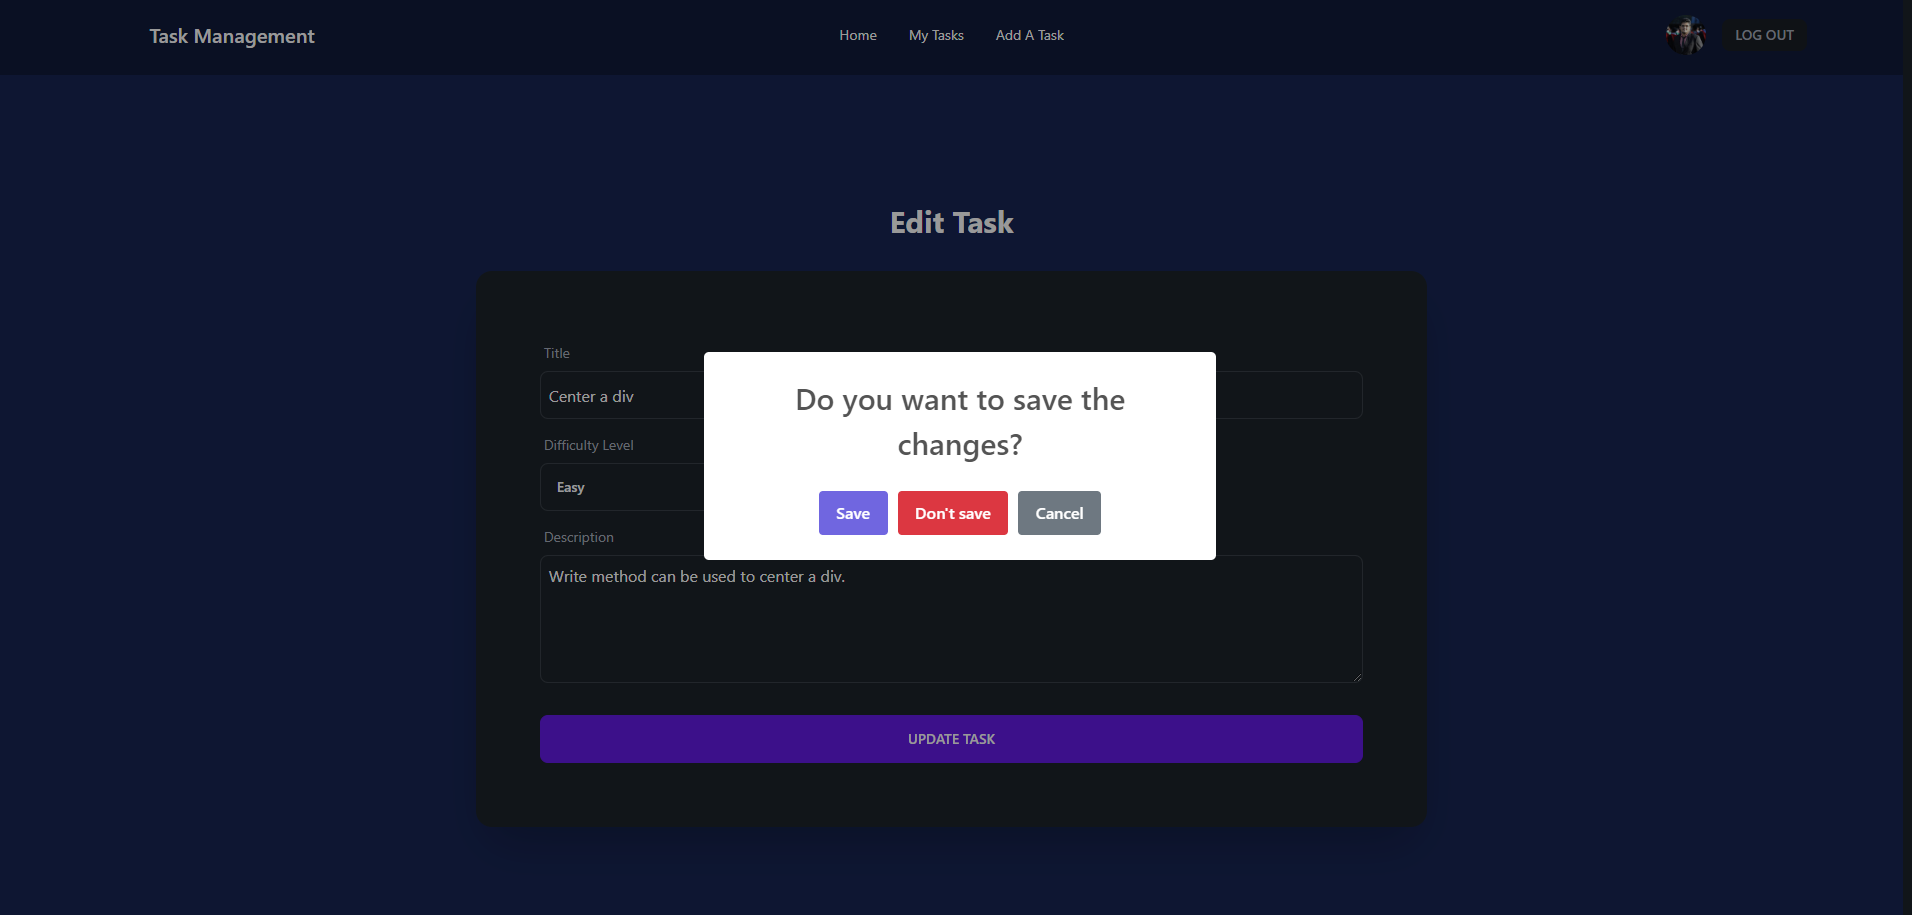 Task Management
Home
My Tasks
Add A Task
LOG OUT
Edit Task
Title
Center a div
Difficulty Level
Easy
Description
Write method can be used to center a div.
UPDATE TASK
Do you want to save the
changes?
Save
Don't save
Cancel